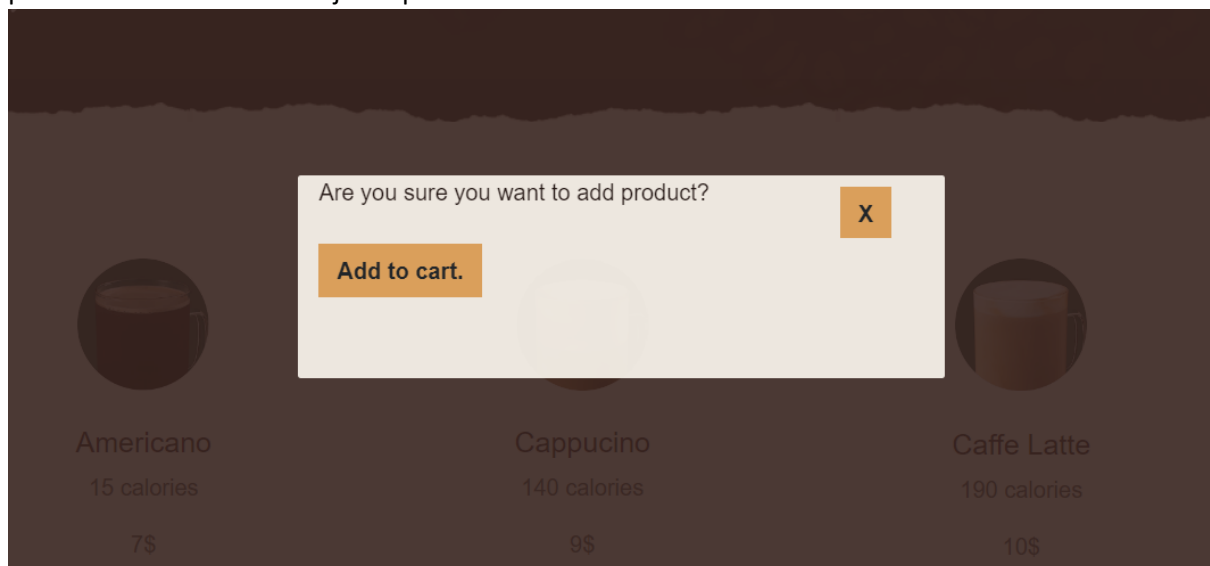 Are you sure you want to add product?
X
Add to cart.
Americano
Cappucino
Caffe Latte
15 calories
140 calories
190 calories
7$
9$
10$